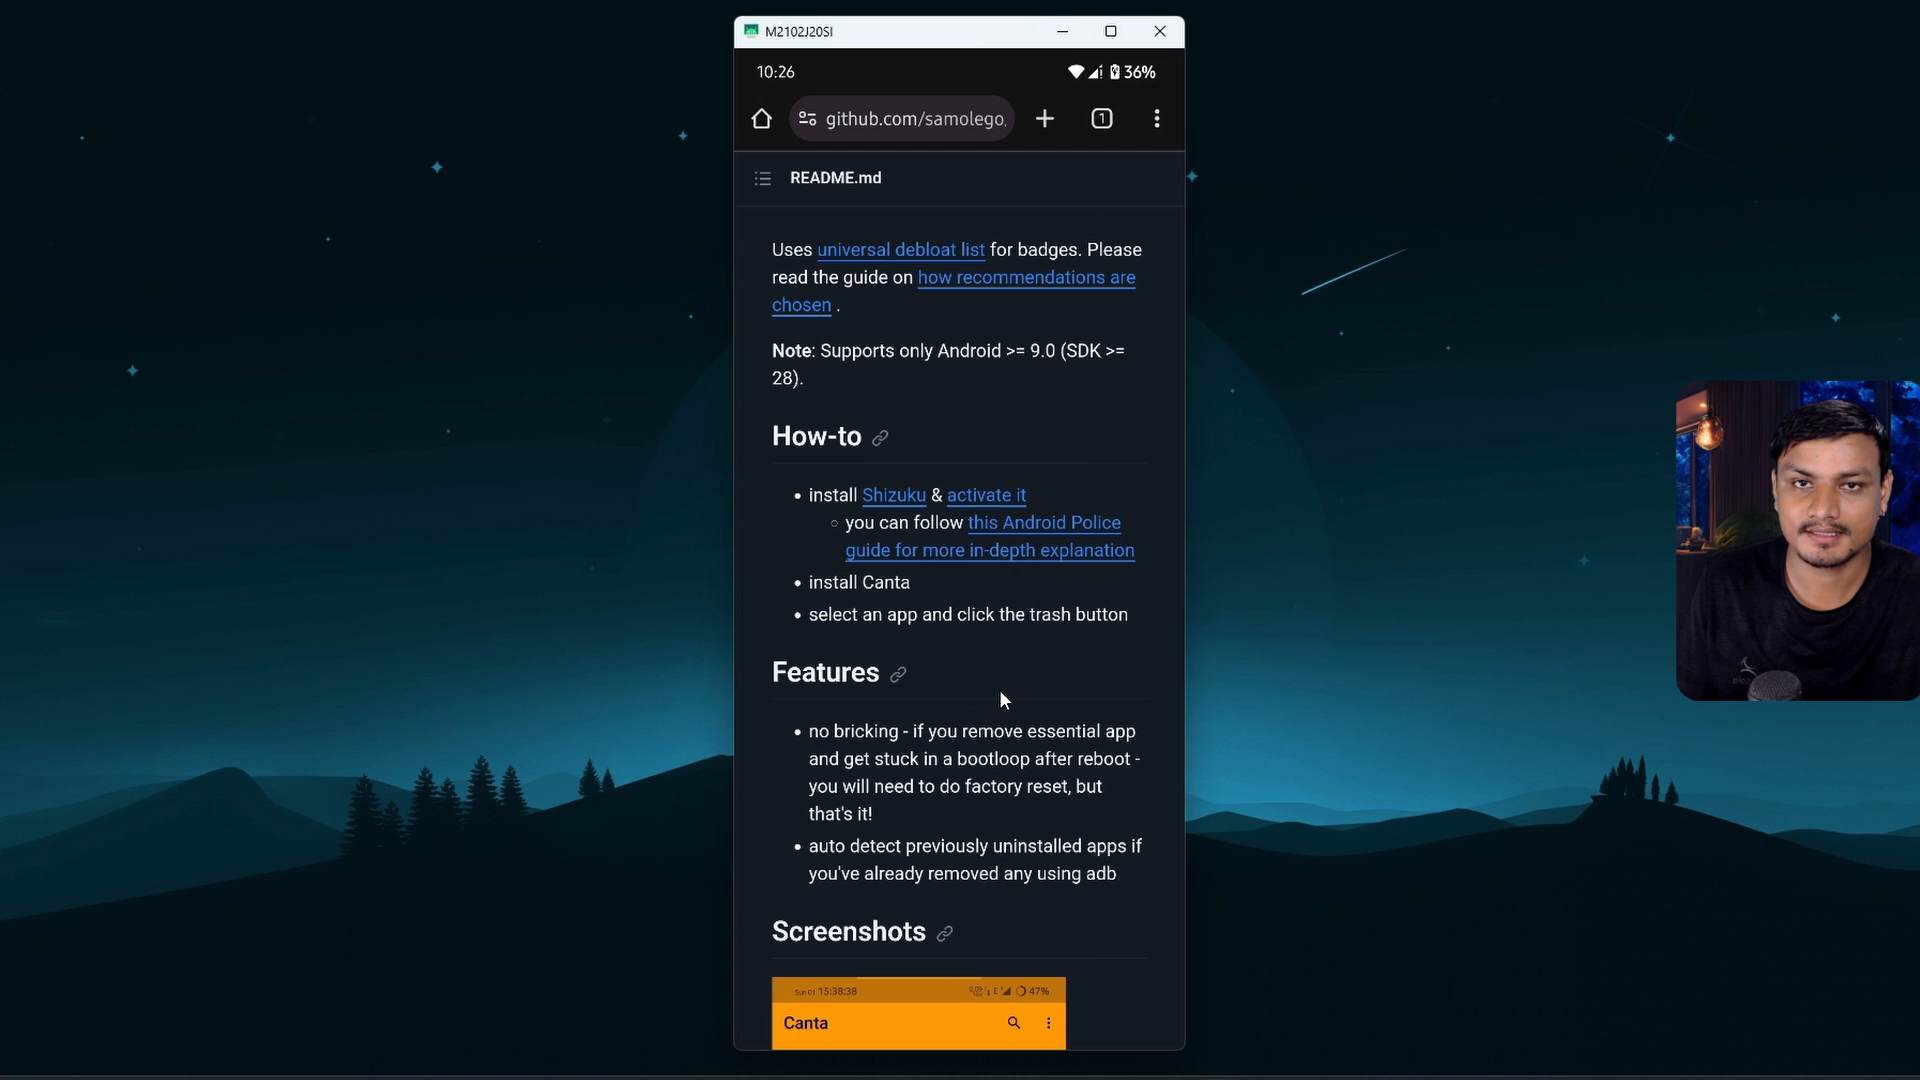 M2102J20SI
10:26
36%
github.com/samolego
1
README.md
Uses universal debloat list for badges. Please
read the guide on how recommendations are
chosen .
Note: Supports only Android >= 9.0 (SDK >=
28).
How-to
• install Shizuku & activate it
○ you can follow this Android Police
guide for more in-depth explanation
• install Canta
• select an app and click the trash button
Features
• no bricking - if you remove essential app
and get stuck in a bootloop after reboot -
you will need to do factory reset, but
that's it!
• auto detect previously uninstalled apps if
you've already removed any using adb
Screenshots
15:38:38
47%
Canta